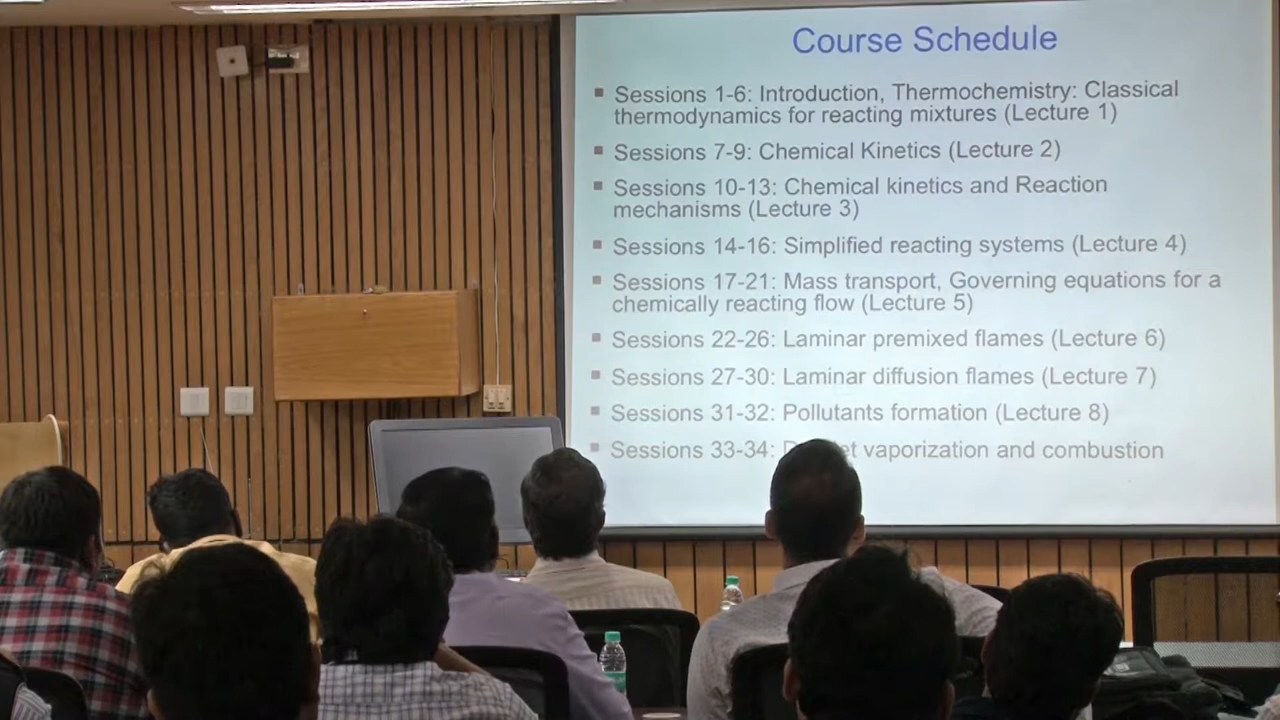 Course Schedule
Sessions 1-6: Introduction, Thermochemistry: Classical
thermodynamics for reacting mixtures (Lecture 1)
Sessions 7-9: Chemical Kinetics (Lecture 2)
Sessions 10-13: Chemical kinetics and Reaction
mechanisms (Lecture 3)
Sessions 14-16: Simplified reacting systems (Lecture 4)
Sessions 17-21: Mass transport, Governing equations for a
chemically reacting flow (Lecture 5)
Sessions 22-26: Laminar premixed flames (Lecture 6)
Sessions 27-30: Laminar diffusion flames (Lecture 7)
Sessions 31-32: Pollutants formation (Lecture 8)
Sessions 33-34: vaporization and combustion